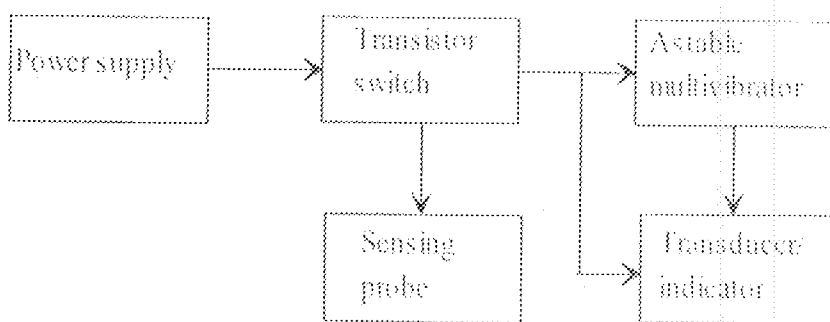 Power supply
Transistor
switch
Astable
multivibrator
Sensing
probe
Transducer/
indicator